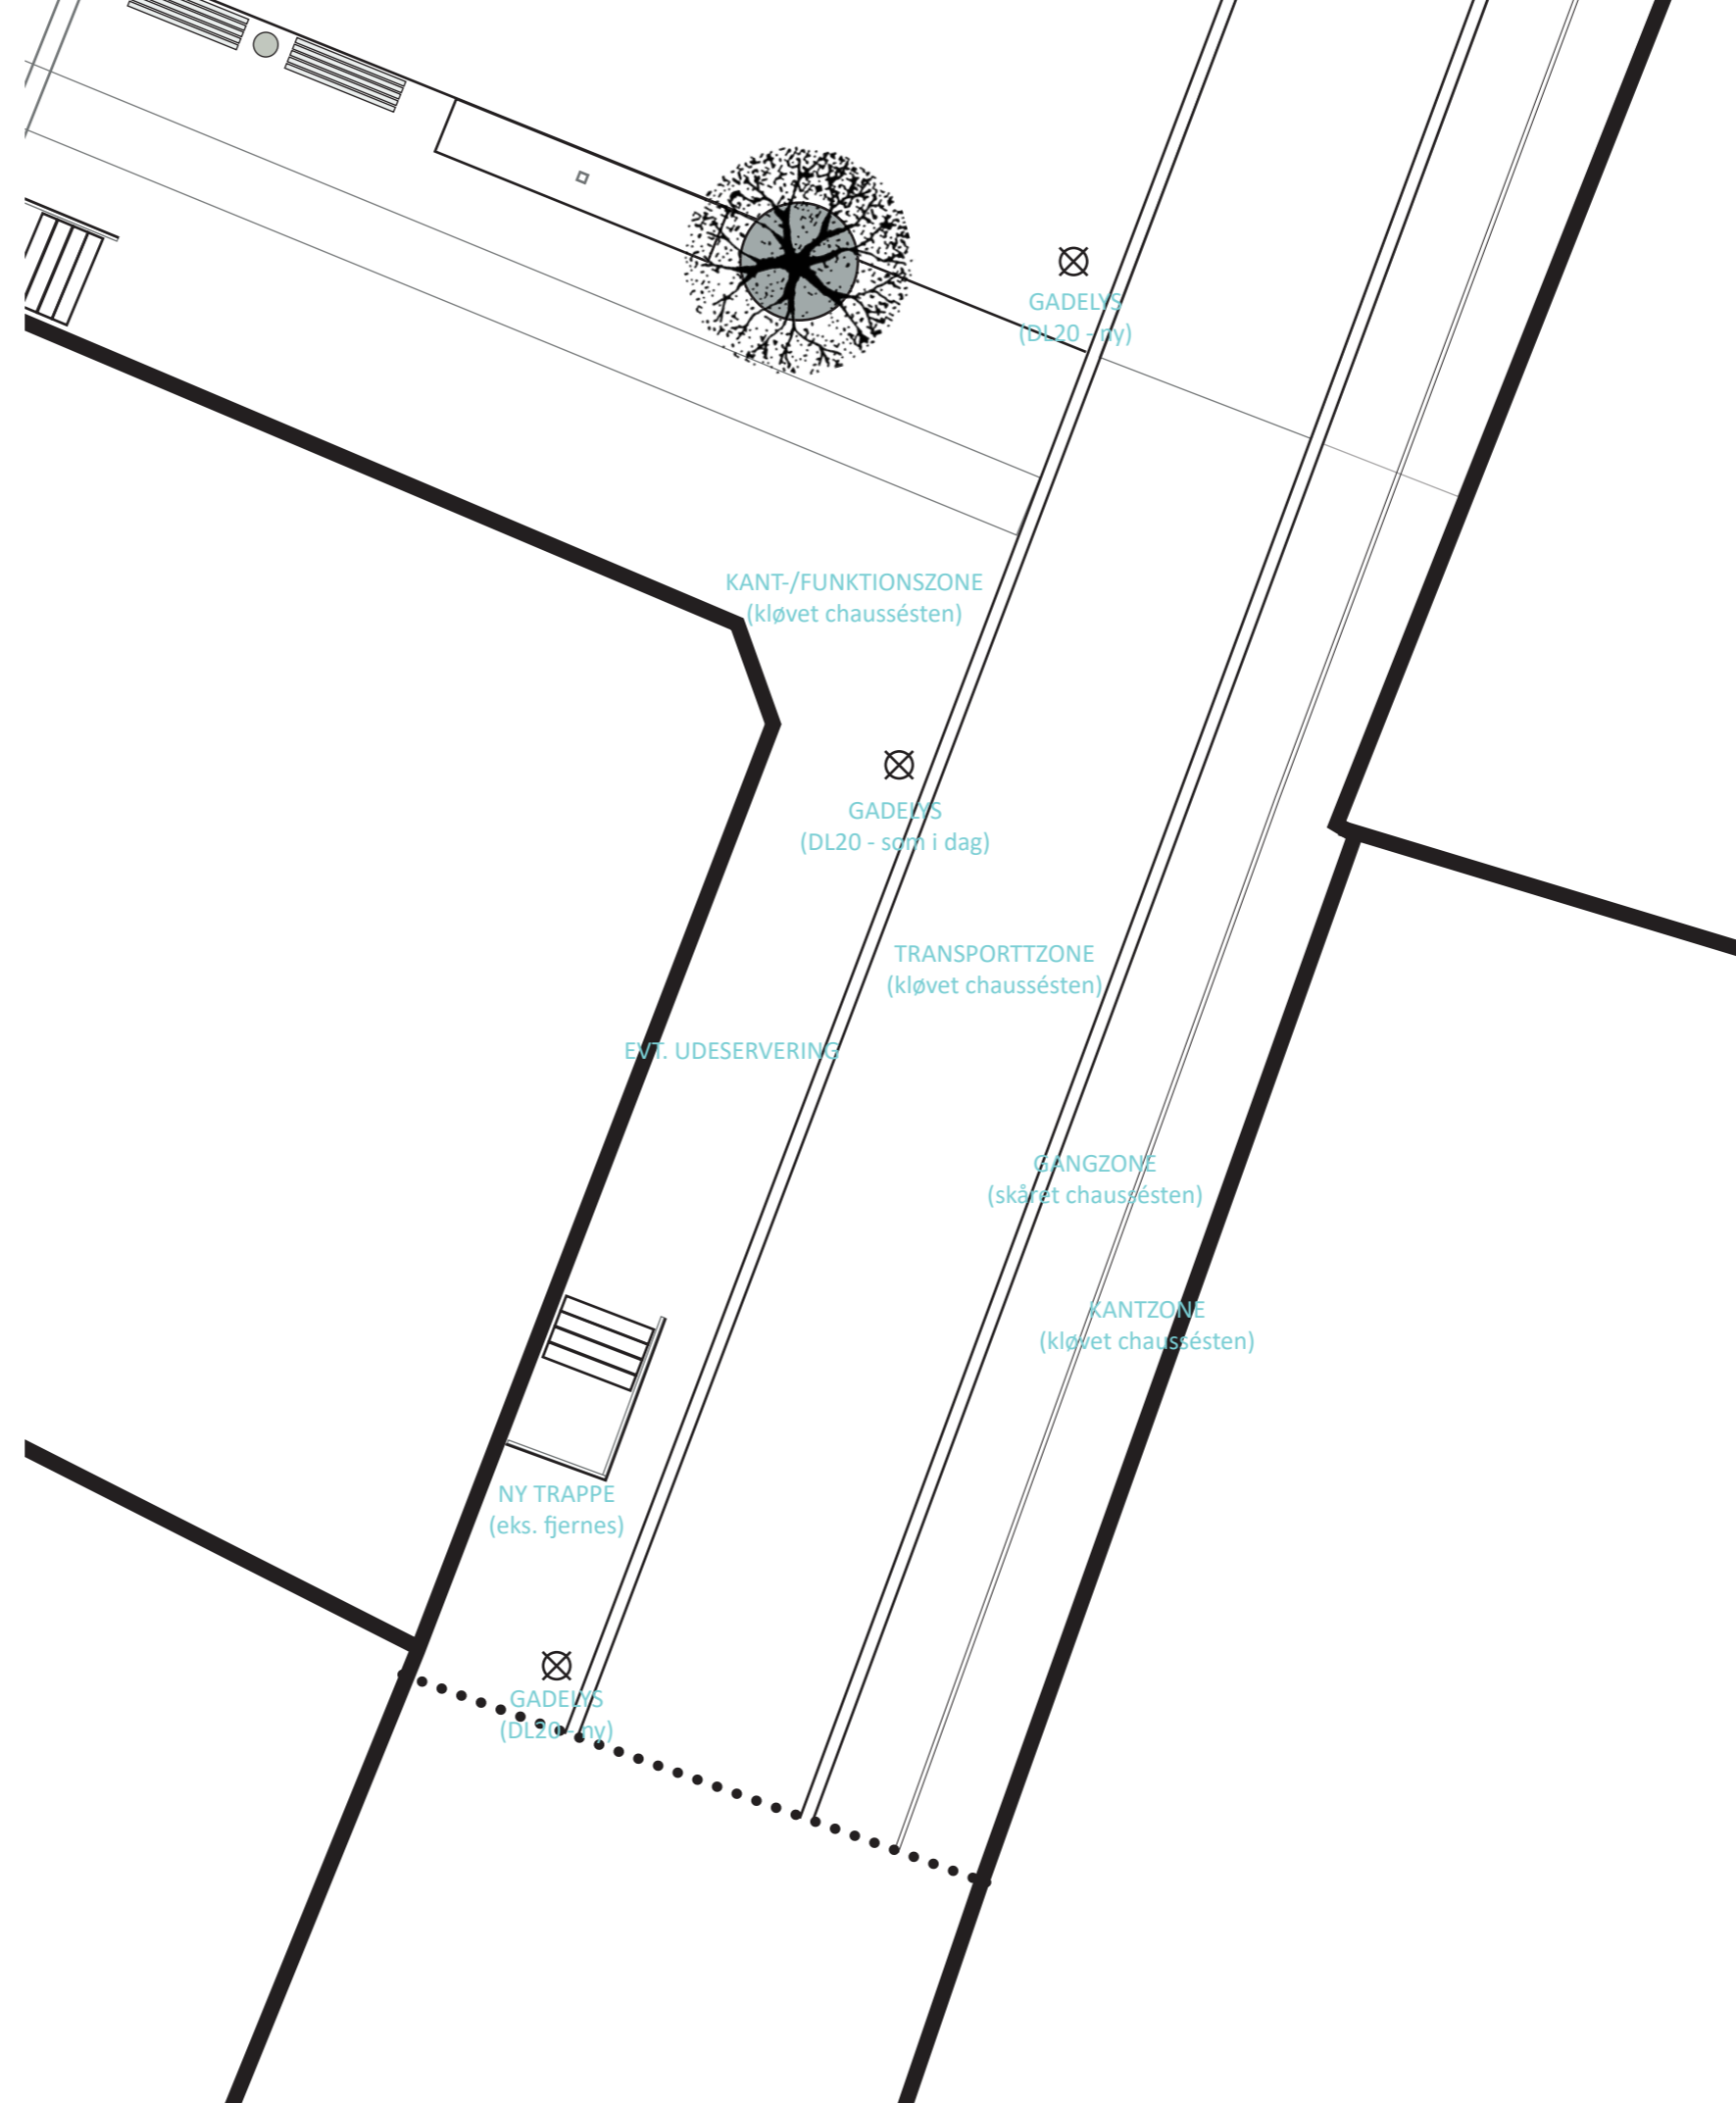 GADELYS
(DL20 - ny)
KANT-/FUNKTIONSZONE
(kløvet chaussésten)
GADELYS
(DL20 - som i dag)
TRANSPORTTZONE
(kløvet chaussésten)
EVT. UDESERVERING
GANGZONE
(skåret chaussésten)
KANTZONE
(kløvet chaussésten)
NY TRAPPE
(eks. fjernes)
GADELYS
(DL20 - ny)